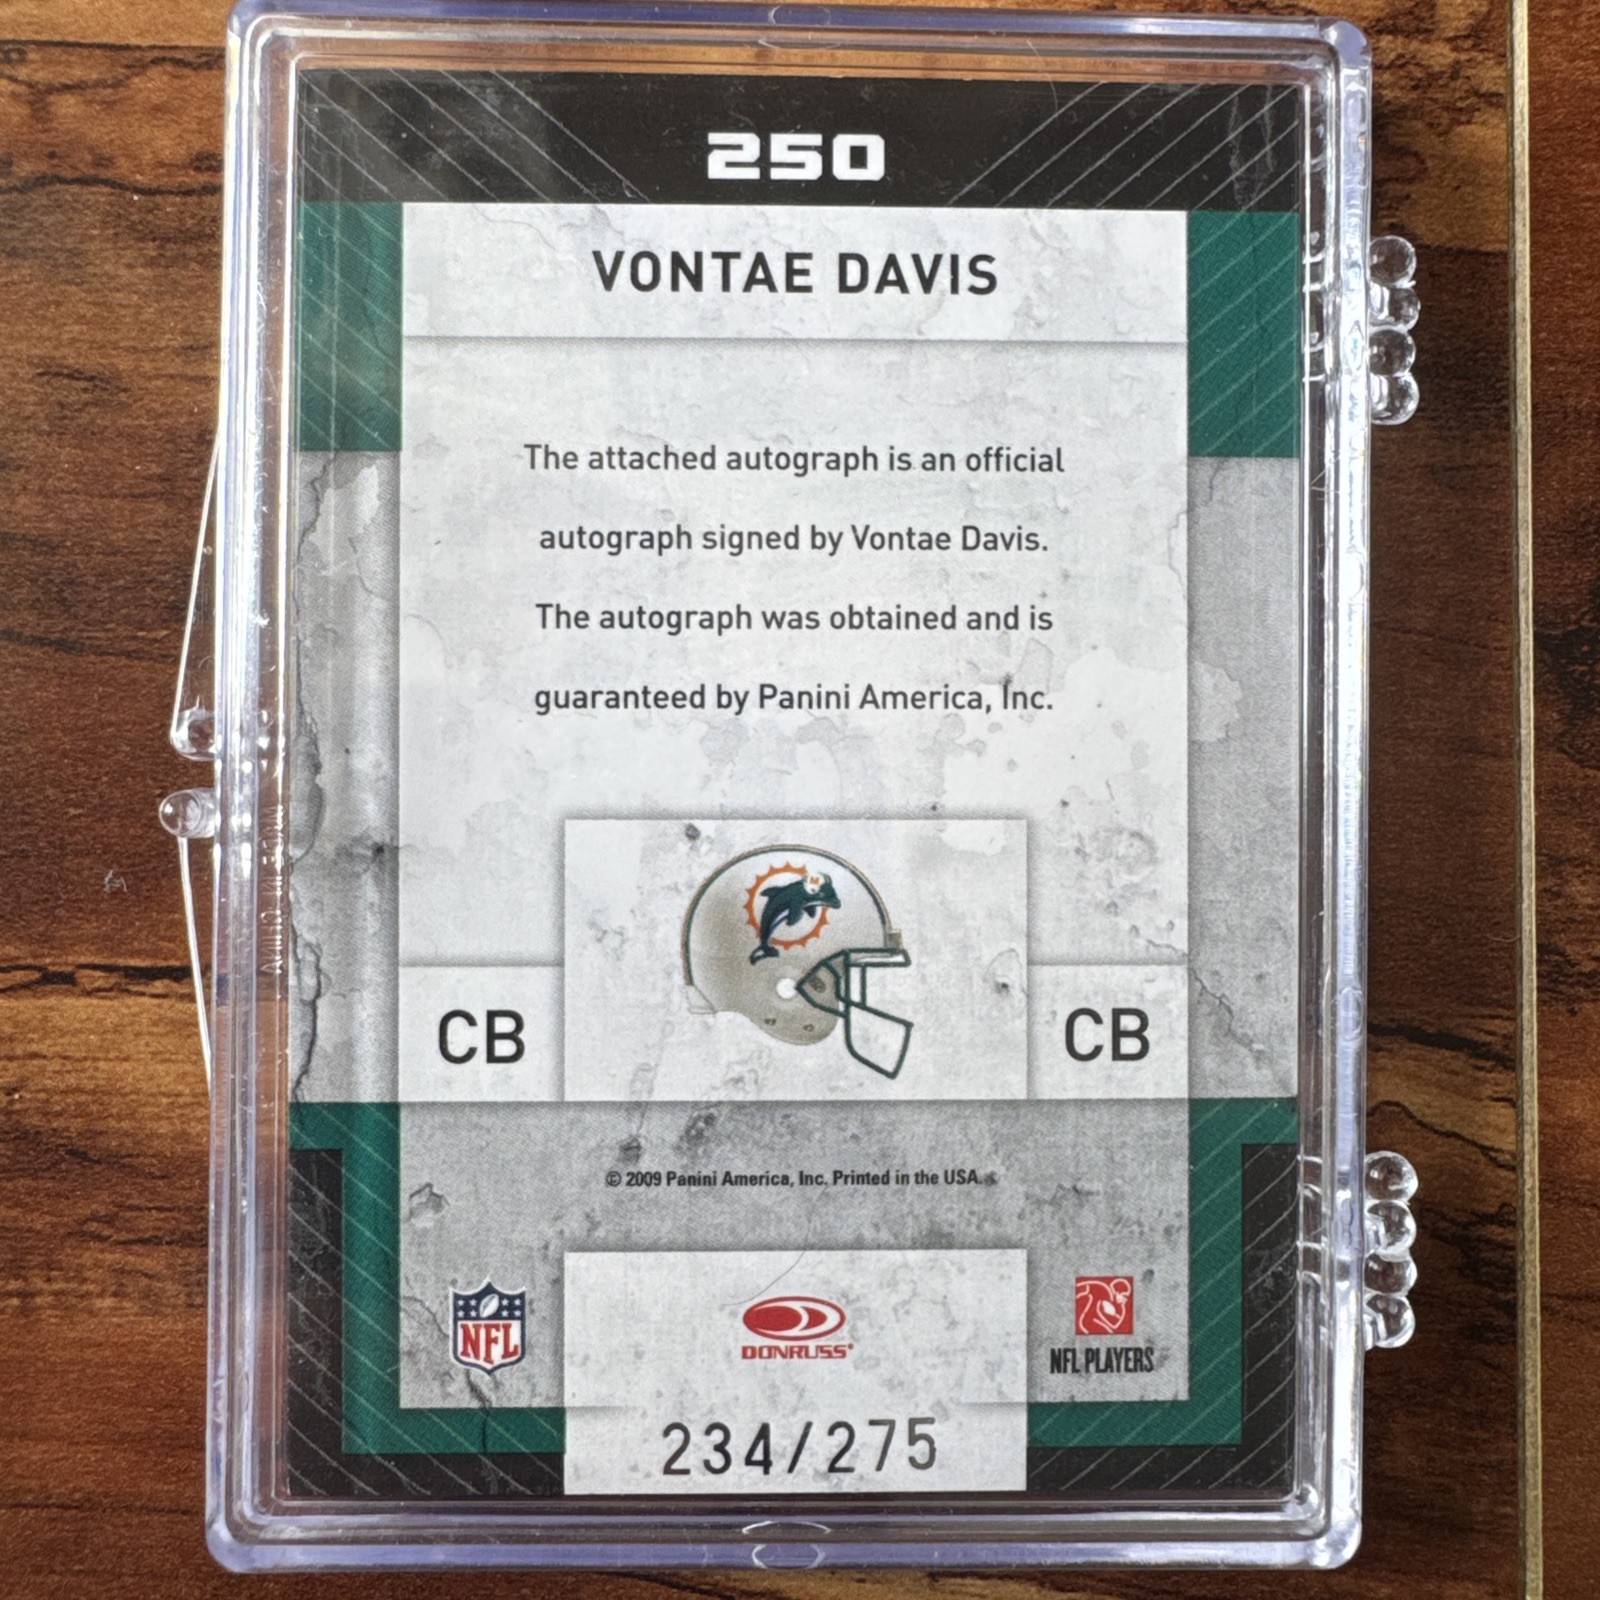 250
VONTAE DAVIS
The attached autograph is an official
autograph signed by Vontae Davis.
The autograph was obtained and is
guaranteed by Panini America, Inc.
CB
CB
© 2009 Panini America, Inc. Printed in the USA.
NFL
DONRUSS
NFL PLAYERS
234/275